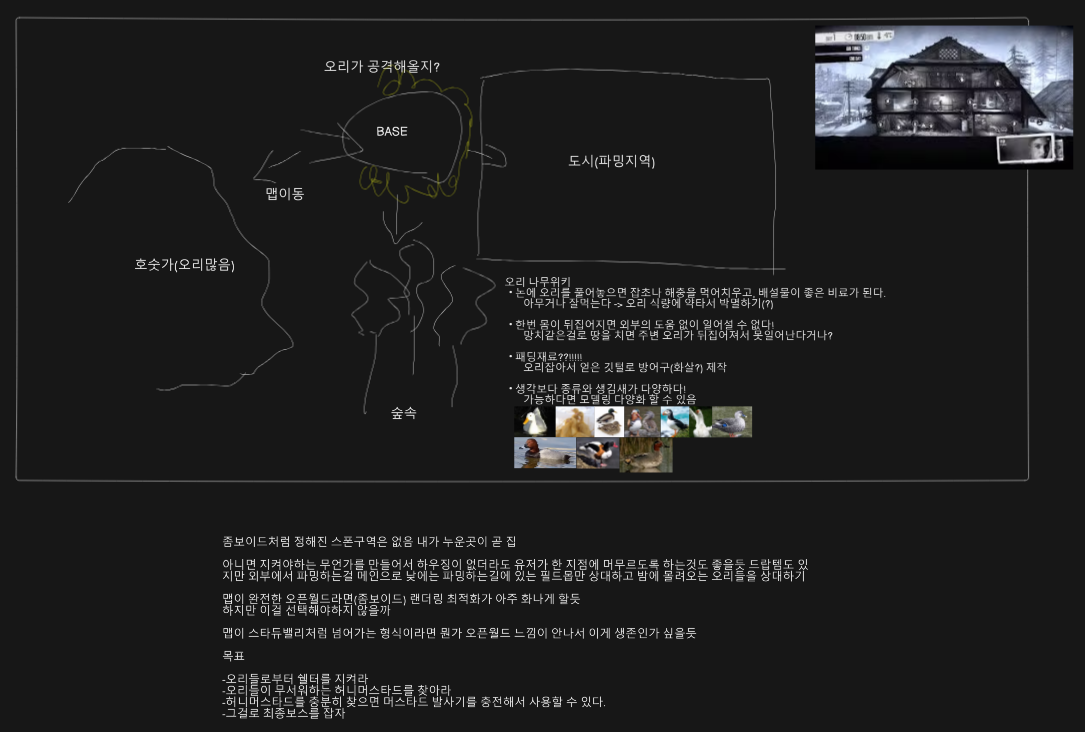 오리가 공격해올지?
BASE
도시(파밍지역)
맵이동
호숫가(오리많음)
숲속
오리 나무위키
• 논에 오리를 풀어놓으면 잡초나 해충을 먹어치우고, 배설물이 좋은 비료가 된다.
아무거나 잘먹는다 -> 오리 식량에 약타서 박멸하기(?)
• 한번 몸이 뒤집어지면 외부의 도움 없이 일어설 수 없다!
망치같은걸로 땅을 치면 주변 오리가 뒤집어져서 못일어난다거나?
• 패딩재료??!!!!!
오리잡아서 얻은 깃털로 방어구(화살?) 제작
• 생각보다 종류와 생김새가 다양하다!
가능하다면 모델링 다양화 할 수 있음
좀보이드처럼 정해진 스폰구역은 없음 내가 누운곳이 곧 집
아니면 지켜야하는 무언가를 만들어서 하우징이 없더라도 유저가 한 지점에 머무르도록 하는것도 좋을듯 드랍템도 있
지만 외부에서 파밍하는걸 메인으로 낮에는 파밍하는길에 있는 필드몹만 상대하고 밤에 몰려오는 오리들을 상대하기
맵이 완전한 오픈월드라면(좀보이드) 랜더링 최적화가 아주 화나게 할듯
하지만 이걸 선택해야하지 않을까
맵이 스타듀밸리처럼 넘어가는 형식이라면 뭔가 오픈월드 느낌이 안나서 이게 생존인가 싶을듯
목표
-오리들로부터 쉘터를 지켜라
-오리들이 무서워하는 허니머스타드를 찾아라
-허니머스타드를 충분히 찾으면 머스타드 발사기를 충전해서 사용할 수 있다.
-그걸로 최종보스를 잡자